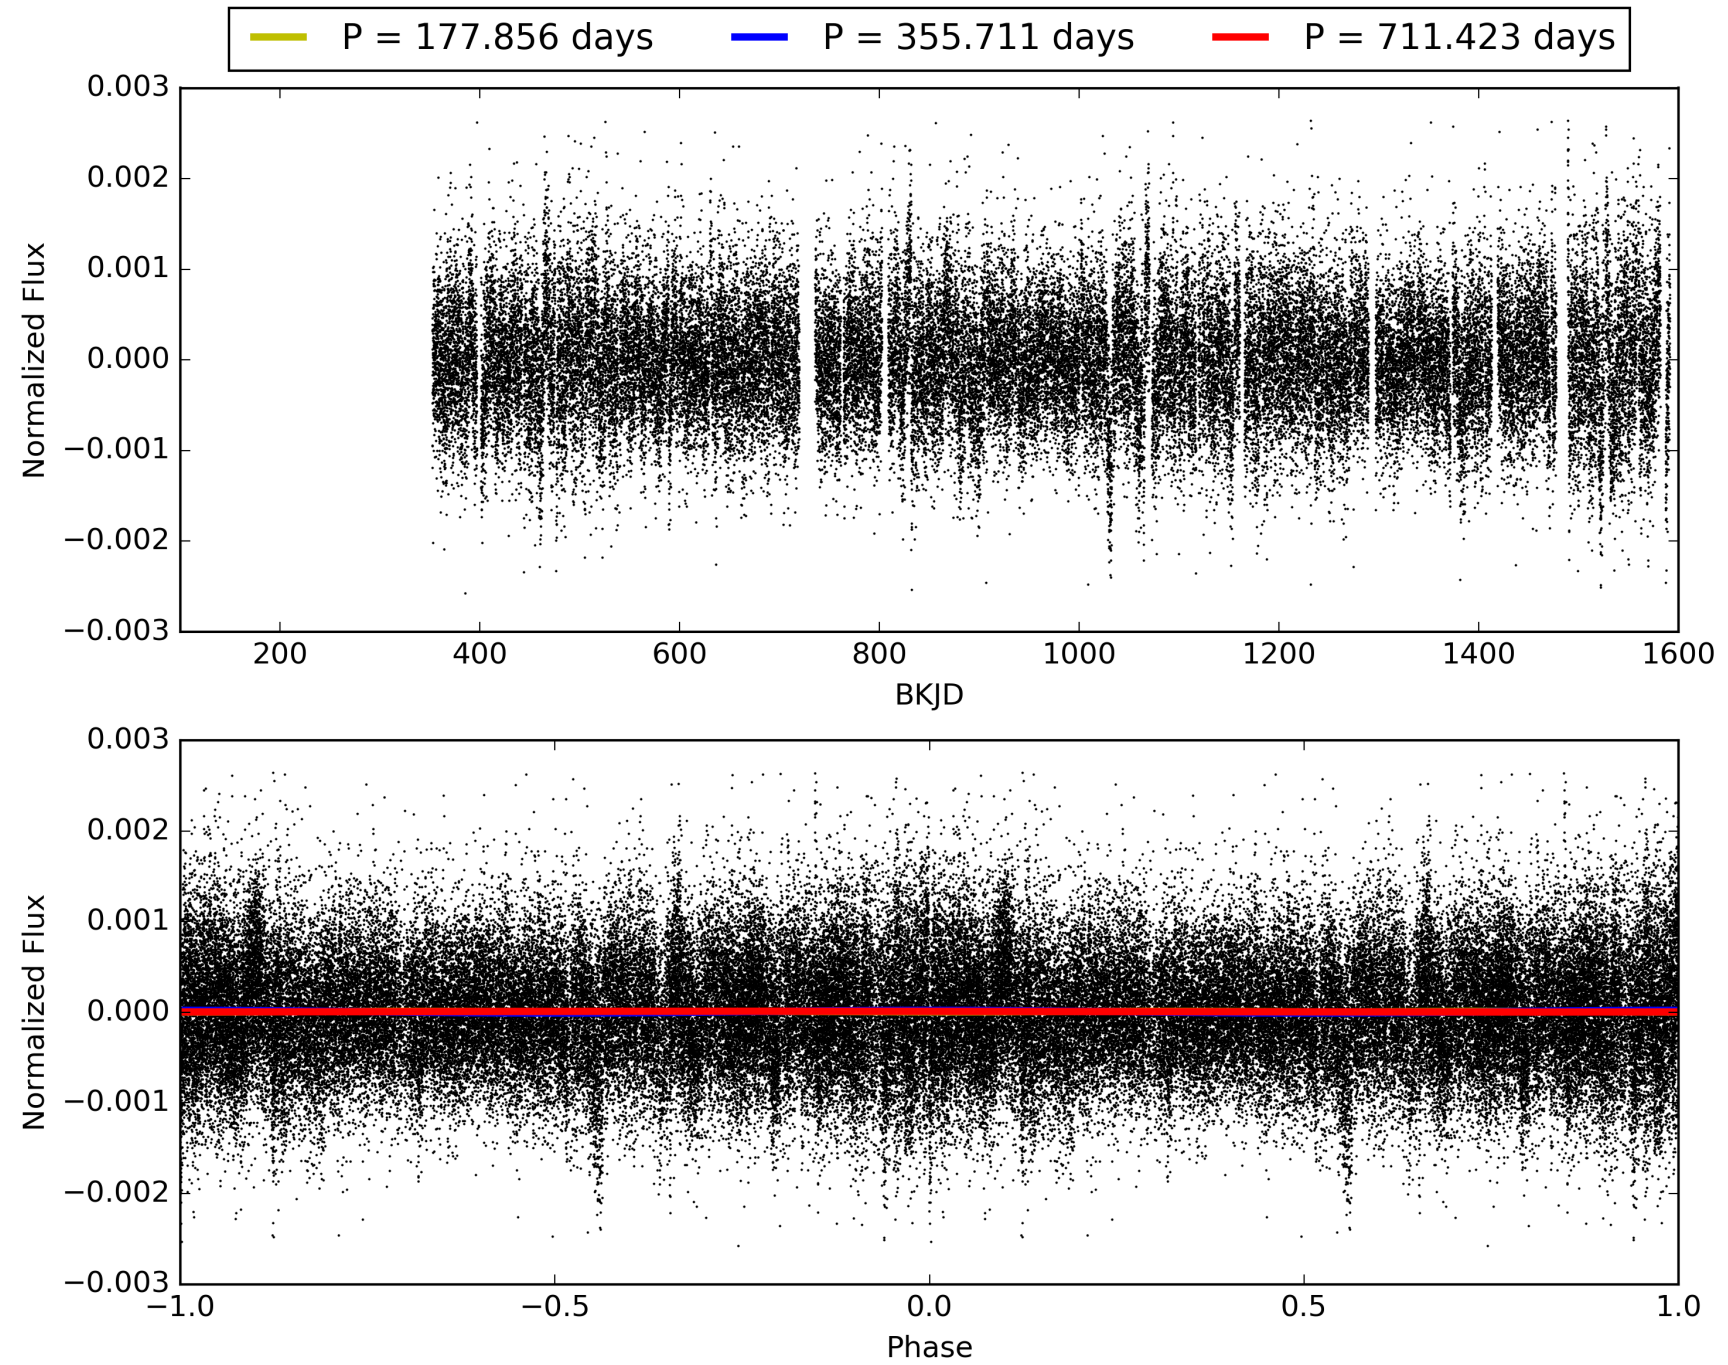 P = 177.856 days P = 355.711 days P = 711.423 days
0.003
0.002
0.001
0.000
−0.001
−0.002
−0.003
Normalized Flux
200 400 600 800 1000 1200 1400 1600
BKJD
0.003
0.002
0.001
0.000
−0.001
−0.002
−0.003
Normalized Flux
−1.0 −0.5 0.0 0.5 1.0
Phase